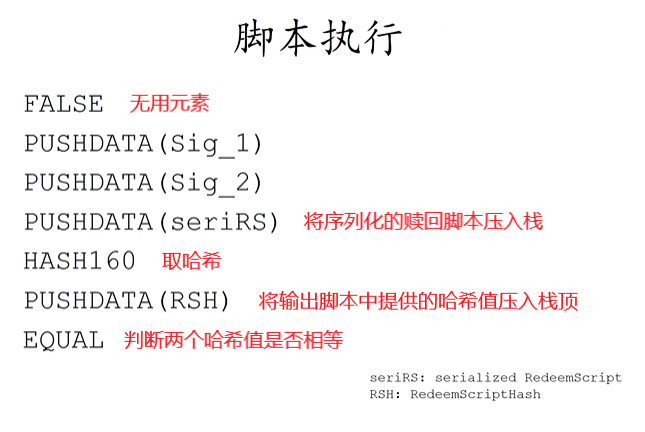 脚本执行
FALSE 无用元素
PUSHDATA(Sig_1)
PUSHDATA(Sig_2)
PUSHDATA(seriRS) 将序列化的赎回脚本压入栈
HASH160 取哈希
PUSHDATA(RSH) 将输出脚本中提供的哈希值压入栈顶
EQUAL 判断两个哈希值是否相等
seriRS: serialized RedeemScript
RSH: RedeemScriptHash